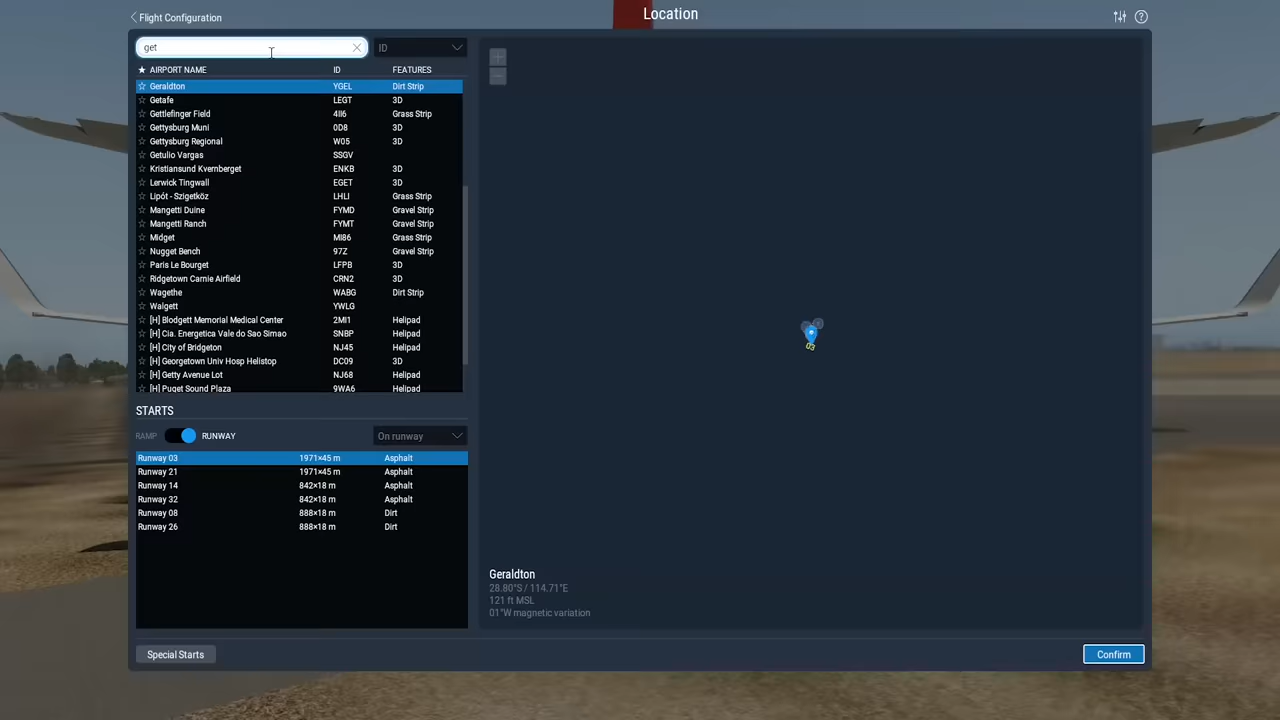 Flight Configuration
Location
get
ID
★ AIRPORT NAME ID FEATURES
☆ Geraldton YGEL Dirt Strip
☆ Getafe LEGT 3D
☆ Gettlefinger Field 4II6 Grass Strip
☆ Gettysburg Muni 0D8 3D
☆ Gettysburg Regional W05 3D
☆ Getulio Vargas SSGV
☆ Kristiansund Kvernberget ENKB 3D
☆ Lerwick Tingwall EGET 3D
☆ Lipót - Szigetköz LHLI Grass Strip
☆ Mangetti Duine FYMD Gravel Strip
☆ Mangetti Ranch FYMT Gravel Strip
☆ Midget MI86 Grass Strip
☆ Nugget Bench 97Z Gravel Strip
☆ Paris Le Bourget LFPB 3D
☆ Ridgetown Carnie Airfield CRN2 3D
☆ Wagethe WABG Dirt Strip
☆ Walgett YWLG
☆ [H] Blodgett Memorial Medical Center 2MI1 Helipad
☆ [H] Cia. Energetica Vale do Sao Simao SNBP Helipad
☆ [H] City of Bridgeton NJ45 Helipad
☆ [H] Georgetown Univ Hosp Helistop DC09 3D
☆ [H] Getty Avenue Lot NJ68 Helipad
☆ [H] Puget Sound Plaza 9WA6 Helipad
STARTS
RAMP RUNWAY On runway
Runway 03 1971×45 m Asphalt
Runway 21 1971×45 m Asphalt
Runway 14 842×18 m Asphalt
Runway 32 842×18 m Asphalt
Runway 08 888×18 m Dirt
Runway 26 888×18 m Dirt
03
Geraldton
28.80°S / 114.71°E
121 ft MSL
01°W magnetic variation
Special Starts
Confirm